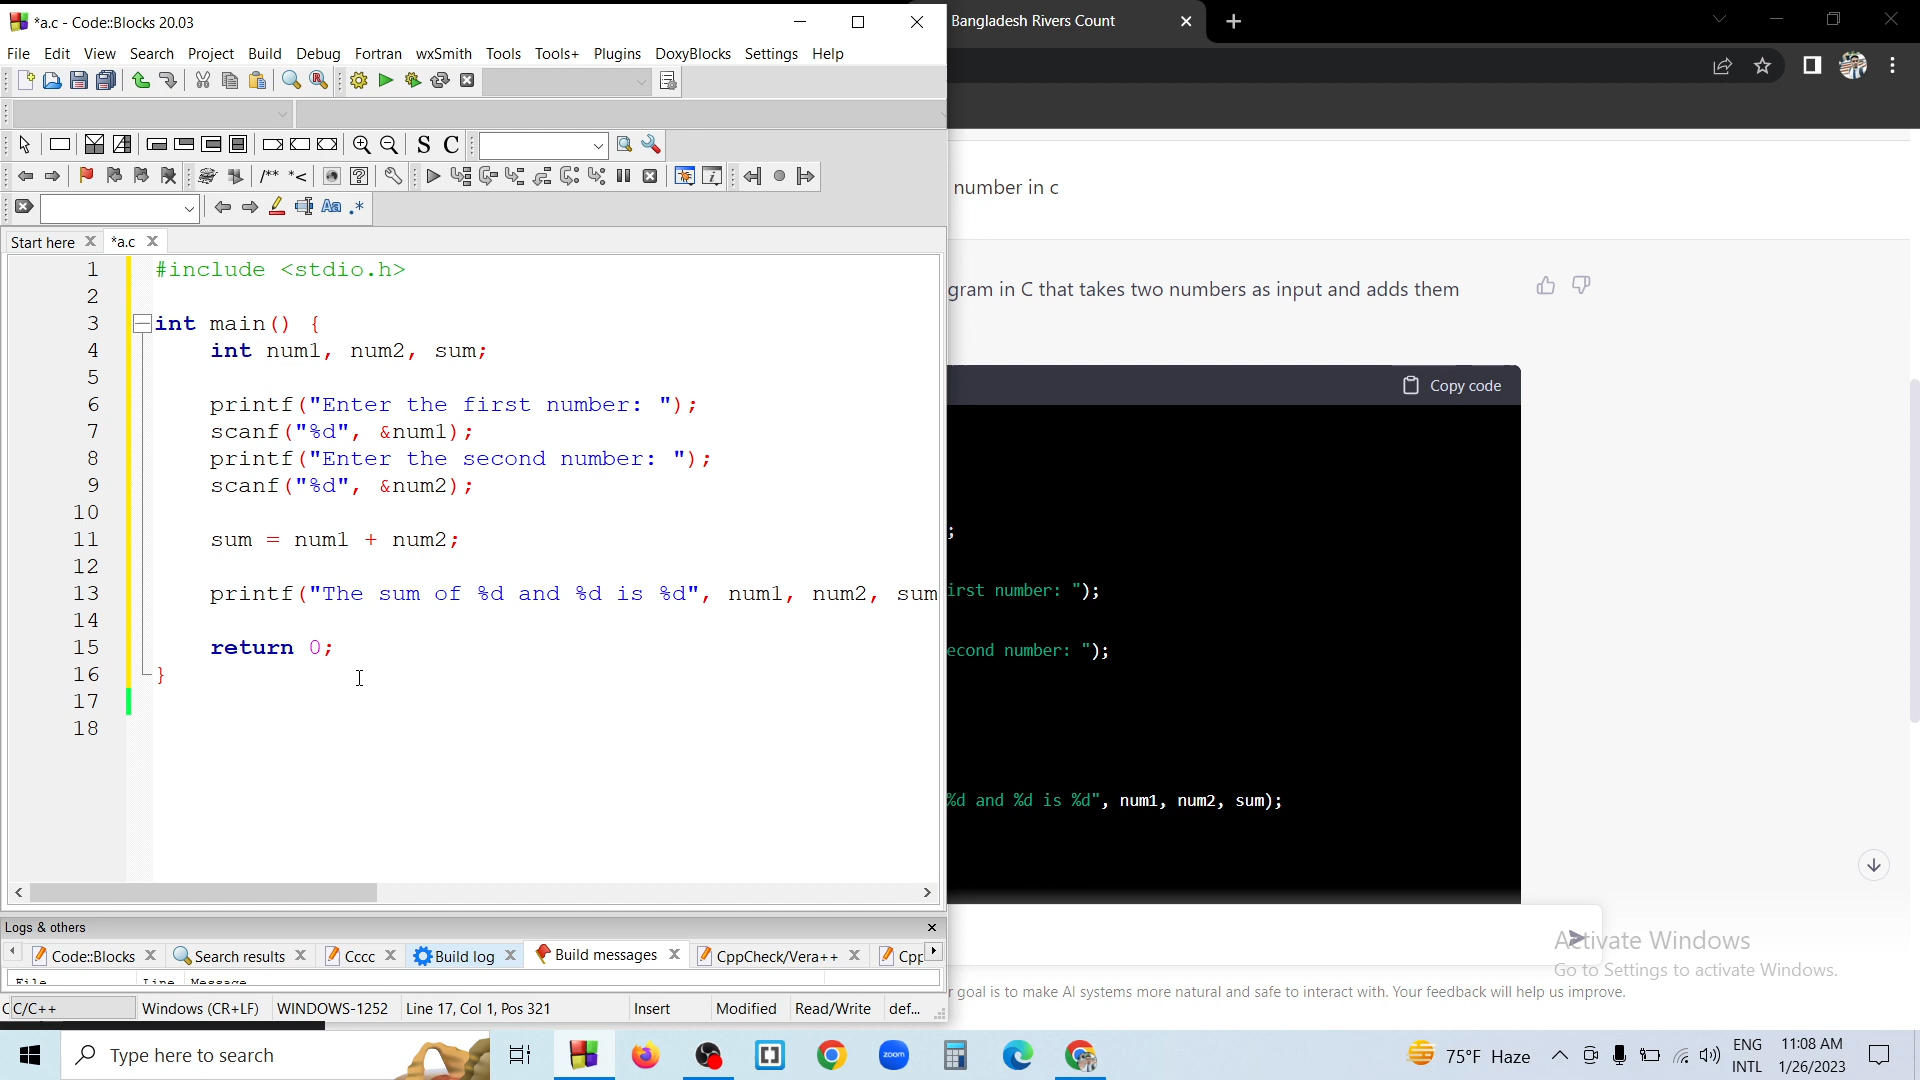 *a.c - Code::Blocks 20.03
File Edit View Search Project Build Debug Fortran wxSmith Tools Tools+ Plugins DoxyBlocks Settings Help
Start here
*a.c
1 #include <stdio.h>
2
3 int main() {
4 int num1, num2, sum;
5
6 printf("Enter the first number: ");
7 scanf("%d", &num1);
8 printf("Enter the second number: ");
9 scanf("%d", &num2);
10
11 sum = num1 + num2;
12
13 printf("The sum of %d and %d is %d", num1, num2, sum
14
15 return 0;
16 }
17
18
Logs & others
Code::Blocks Search results Cccc Build log Build messages CppCheck/Vera++ Cpp
File Line Message
C/C++ Windows (CR+LF) WINDOWS-1252 Line 17, Col 1, Pos 321 Insert Modified Read/Write def...
Bangladesh Rivers Count
number in c
gram in C that takes two numbers as input and adds them
Copy code
;
irst number: ");
econd number: ");
%d and %d is %d", num1, num2, sum);
Activate Windows
Go to Settings to activate Windows.
r goal is to make AI systems more natural and safe to interact with. Your feedback will help us improve.
Type here to search
zoom
75°F Haze
ENG
INTL
11:08 AM
1/26/2023